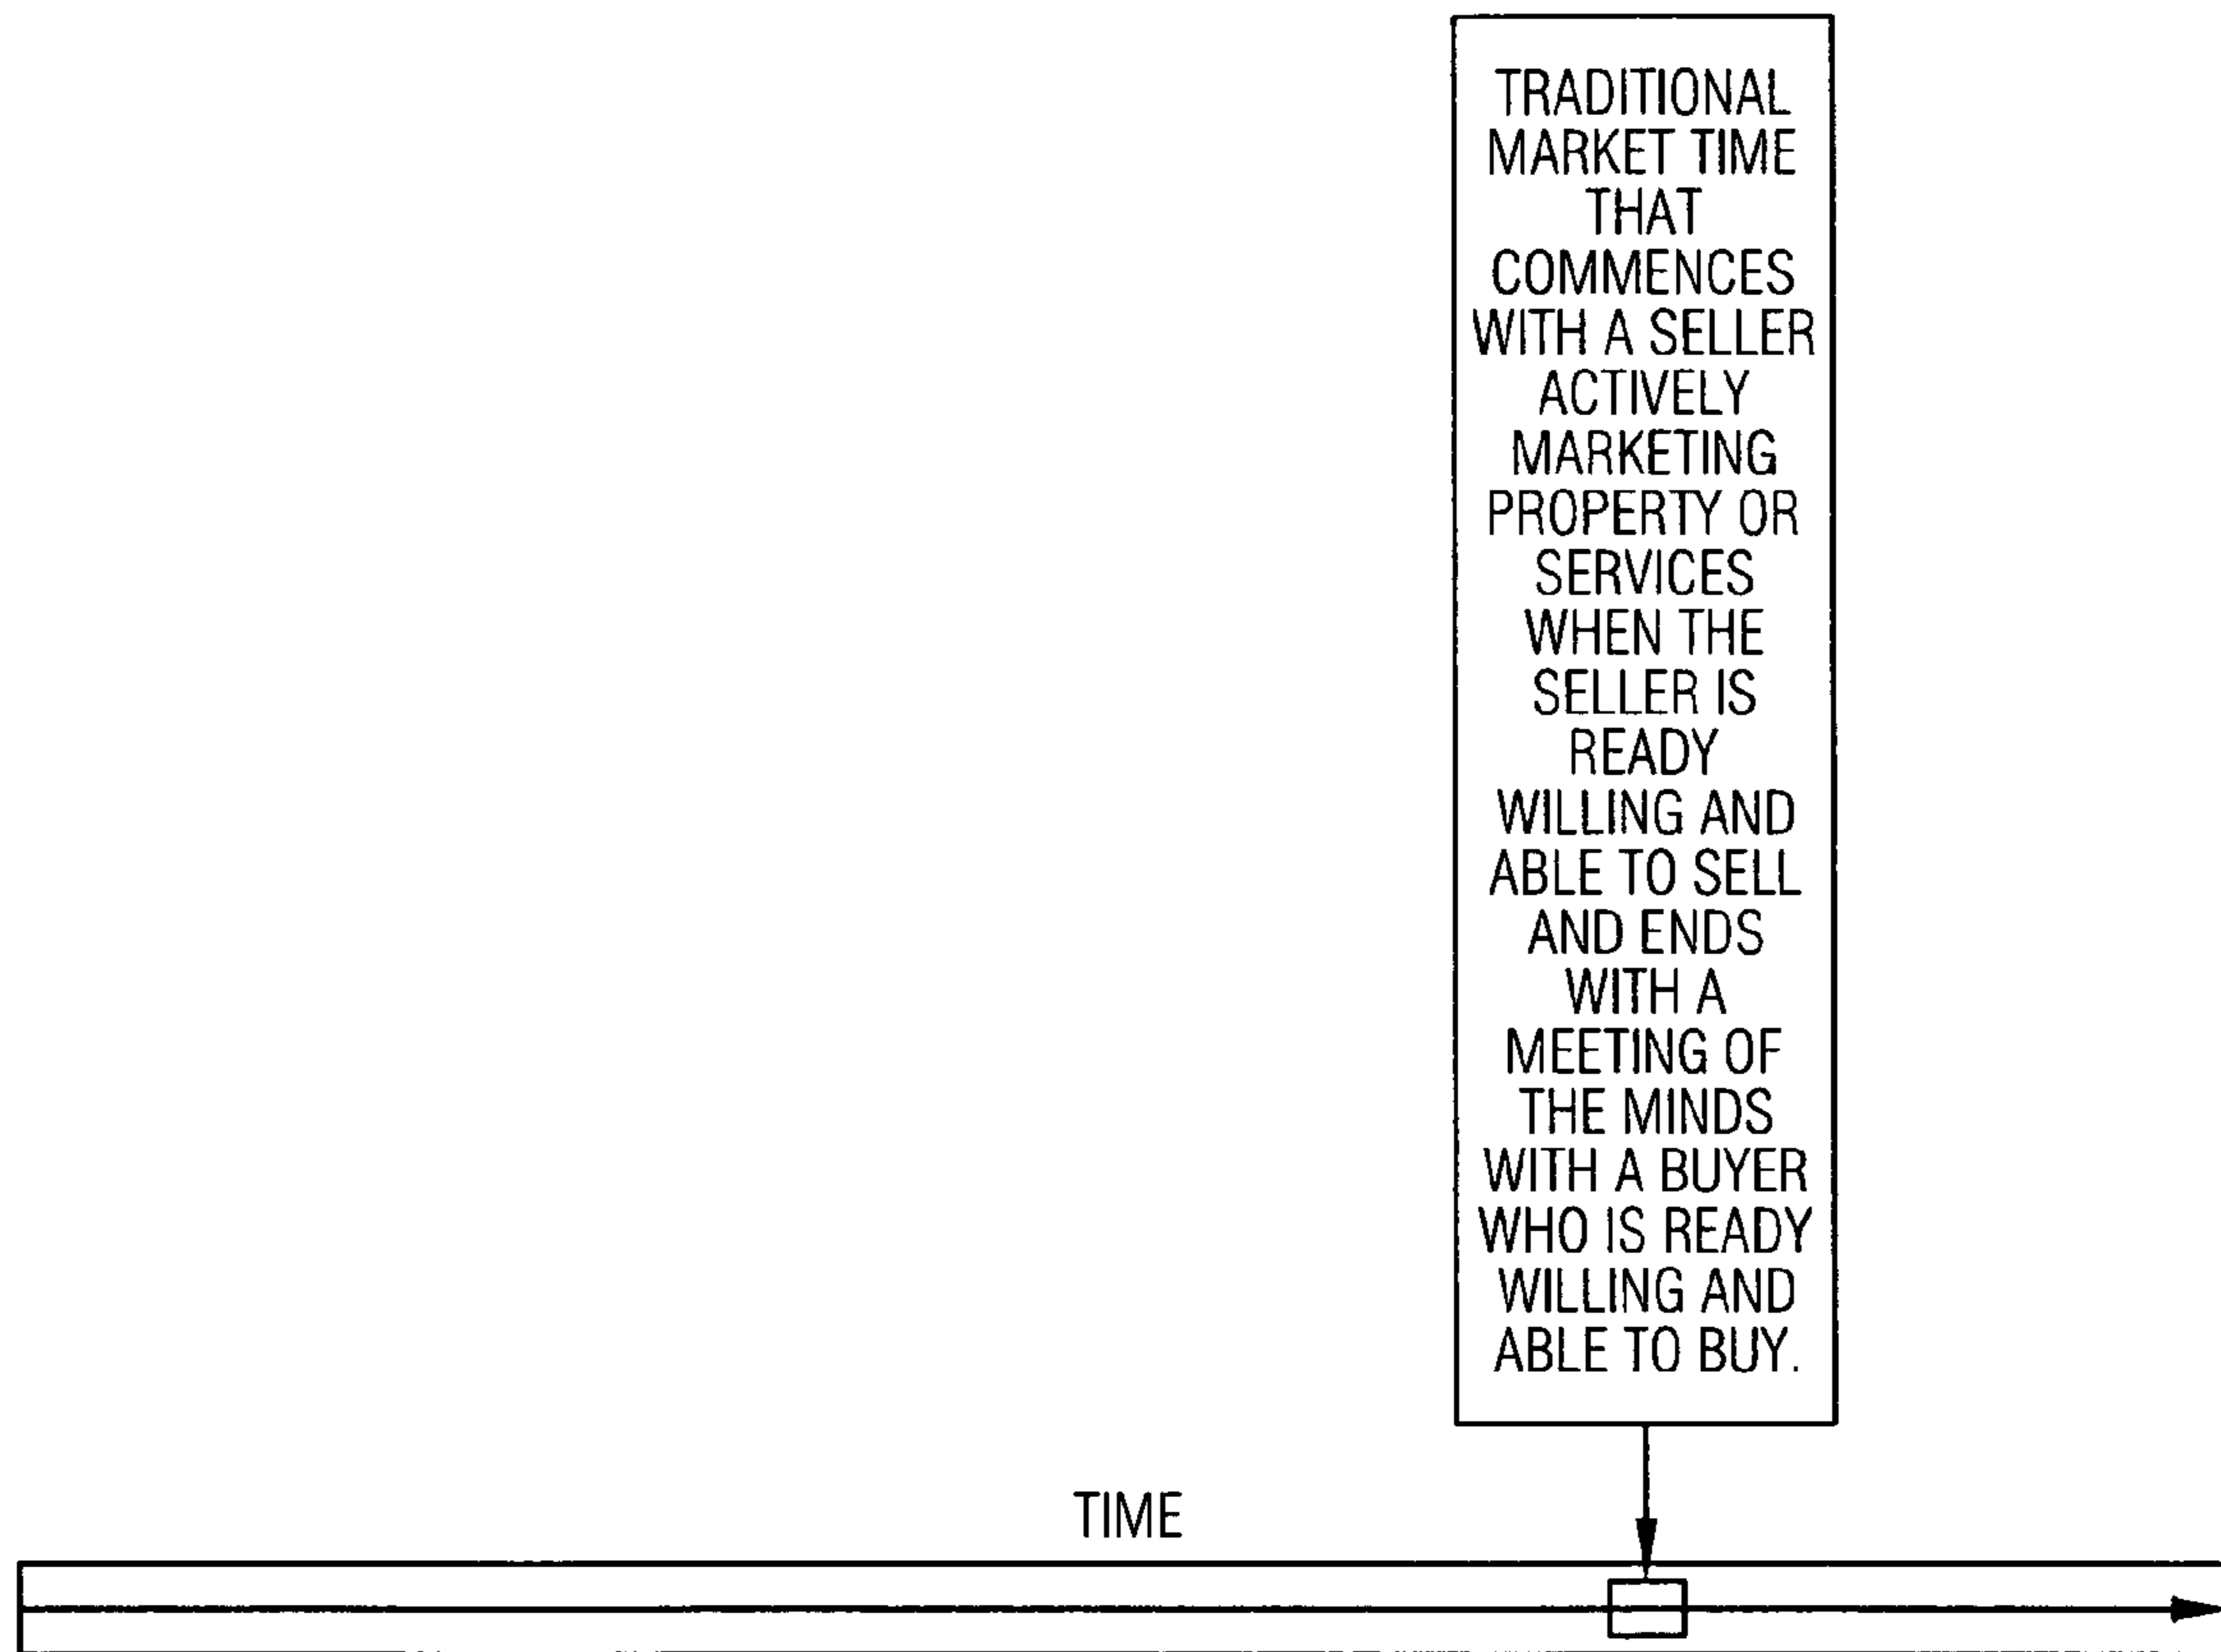 TRADITIONAL
MARKET TIME
THAT
COMMENCES
WITH A SELLER
ACTIVELY
MARKETING
PROPERTY OR
SERVICES
WHEN THE
SELLER IS
READY
WILLING AND
ABLE TO SELL
AND ENDS
WITH A
MEETING OF
THE MINDS
WITH A BUYER
WHO IS READY
WILLING AND
ABLE TO BUY.
TIME